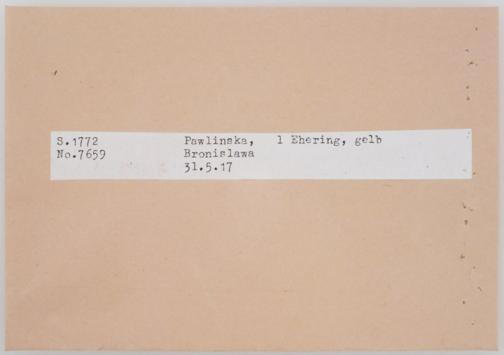 S.1772 Pawlinska, 1 Ehering, gelb
No.7659 Bronislawa
31.5.17